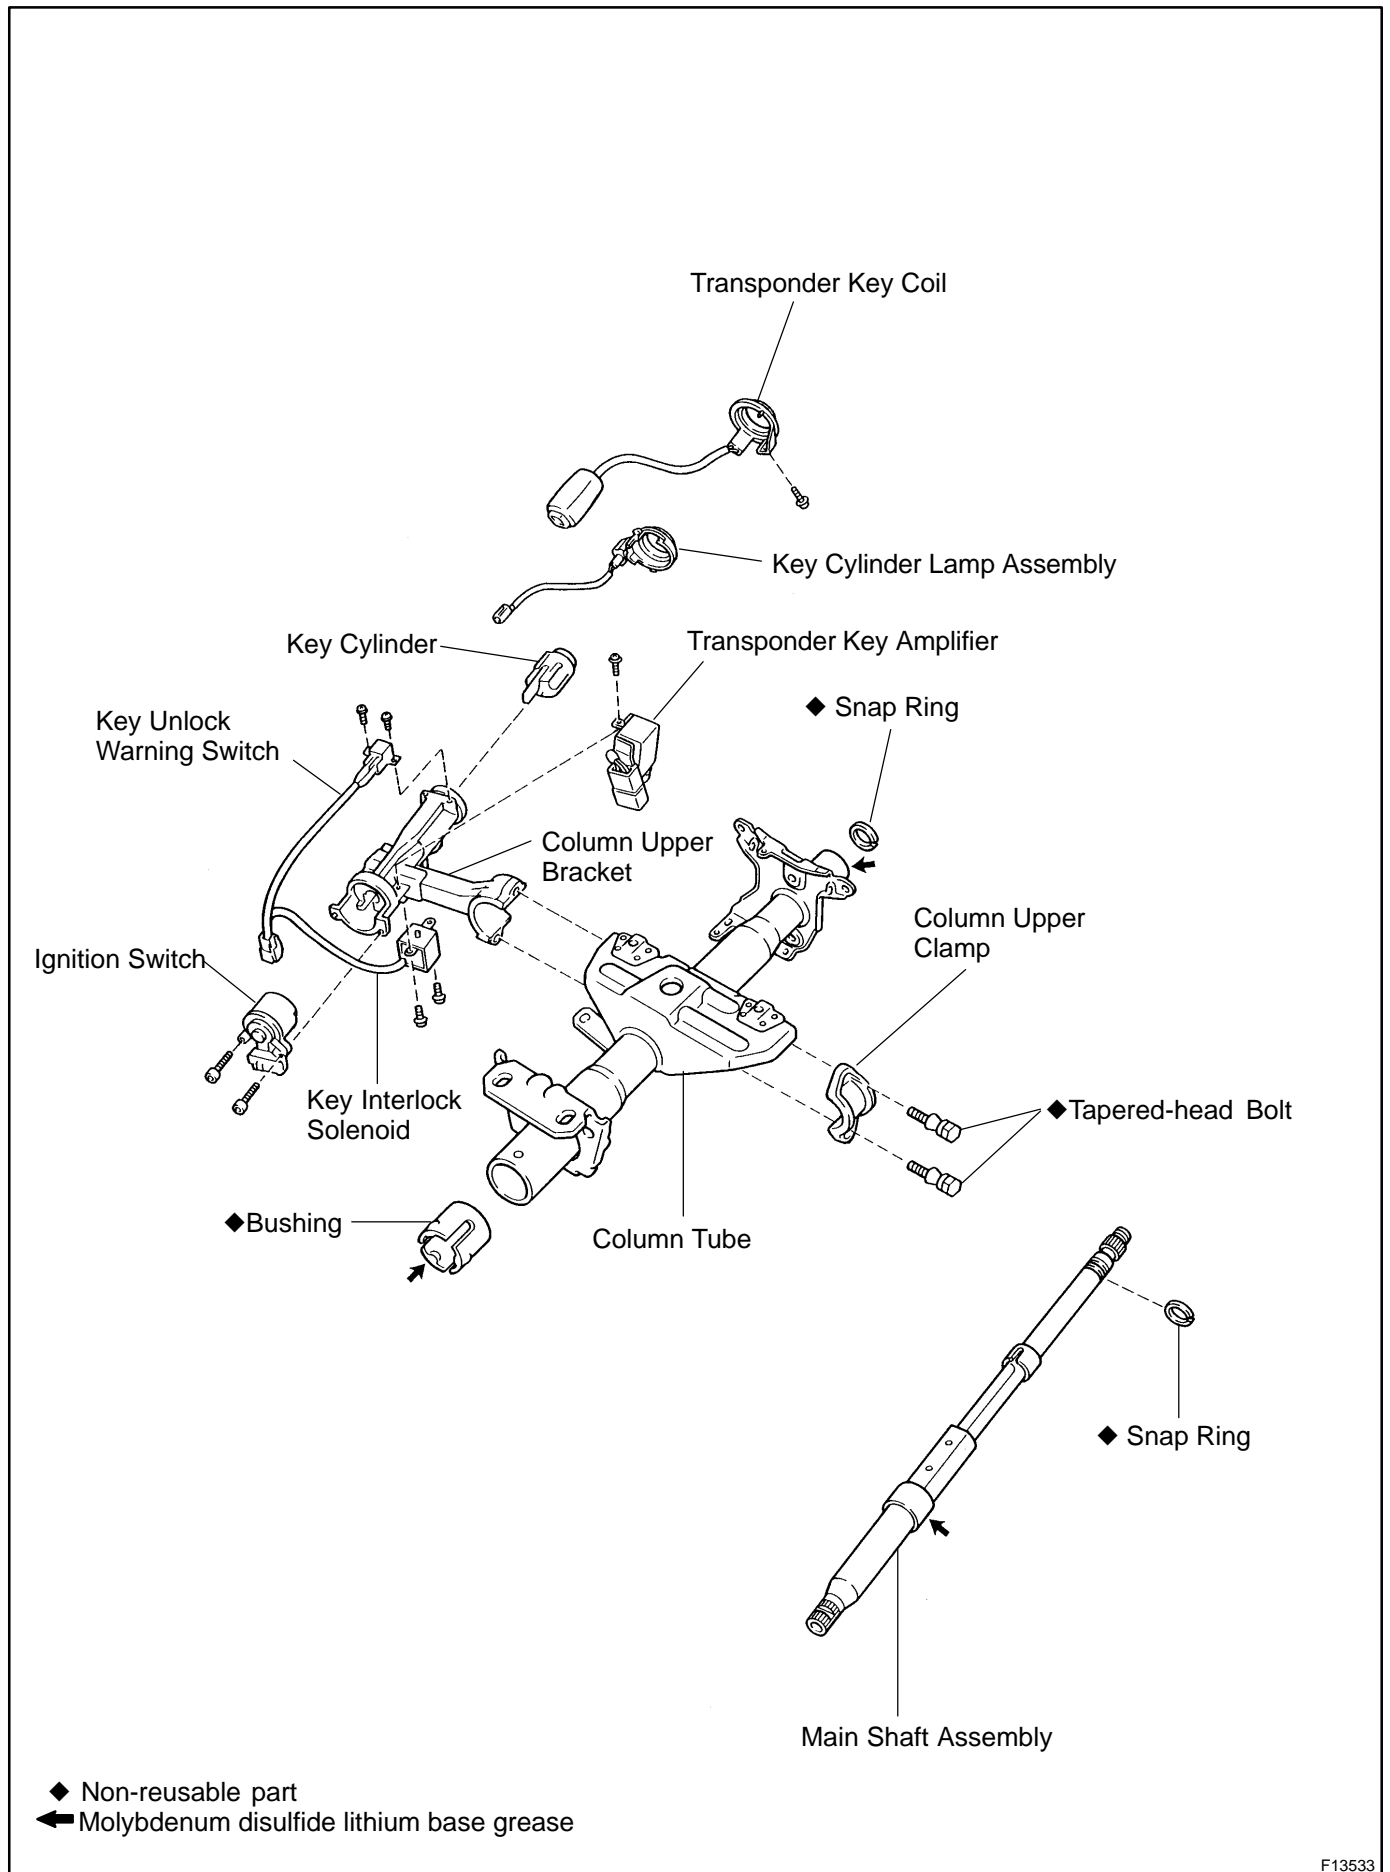 Transponder Key Coil
Key Cylinder Lamp Assembly
Key Cylinder
Transponder Key Amplifier
◆ Snap Ring
Key Unlock
Warning Switch
Column Upper
Bracket
Column Upper
Clamp
Ignition Switch
Key Interlock
Solenoid
◆Tapered-head Bolt
◆Bushing
Column Tube
◆ Snap Ring
Main Shaft Assembly
◆ Non-reusable part
Molybdenum disulfide lithium base grease
F13533